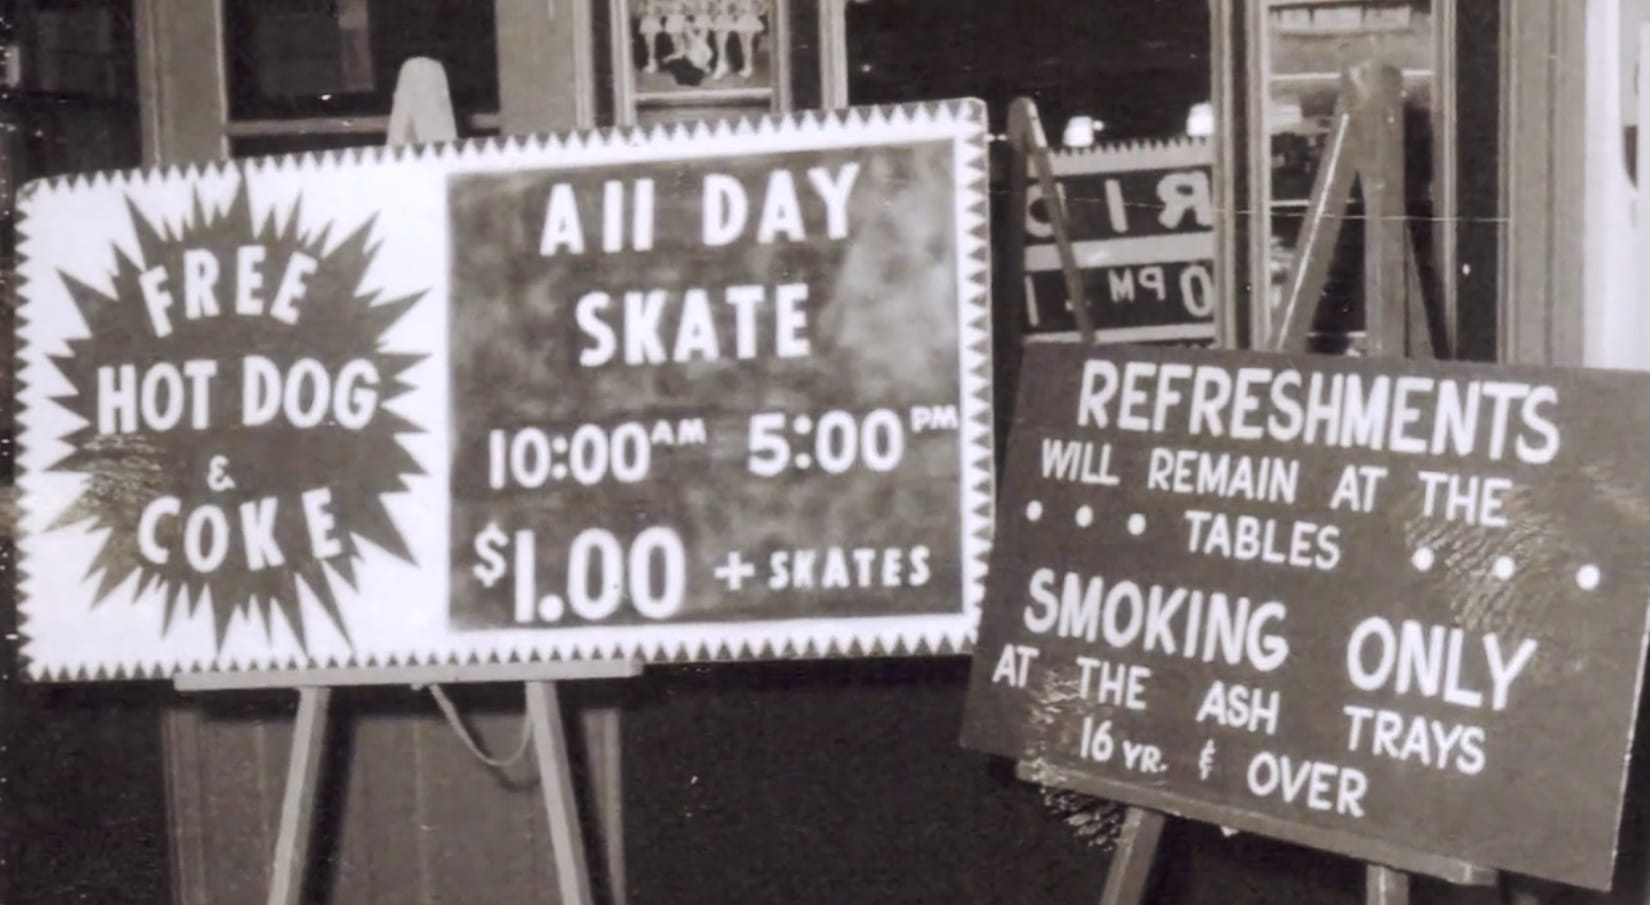 FREE
HOT DOG
&
COKE
All DAY
SKATE
10:00AM 5:00PM
$1.00 + SKATES
0PM
REFRESHMENTS
WILL REMAIN AT THE
• • • TABLES • • •
SMOKING ONLY
AT THE ASH TRAYS
16 YR. & OVER